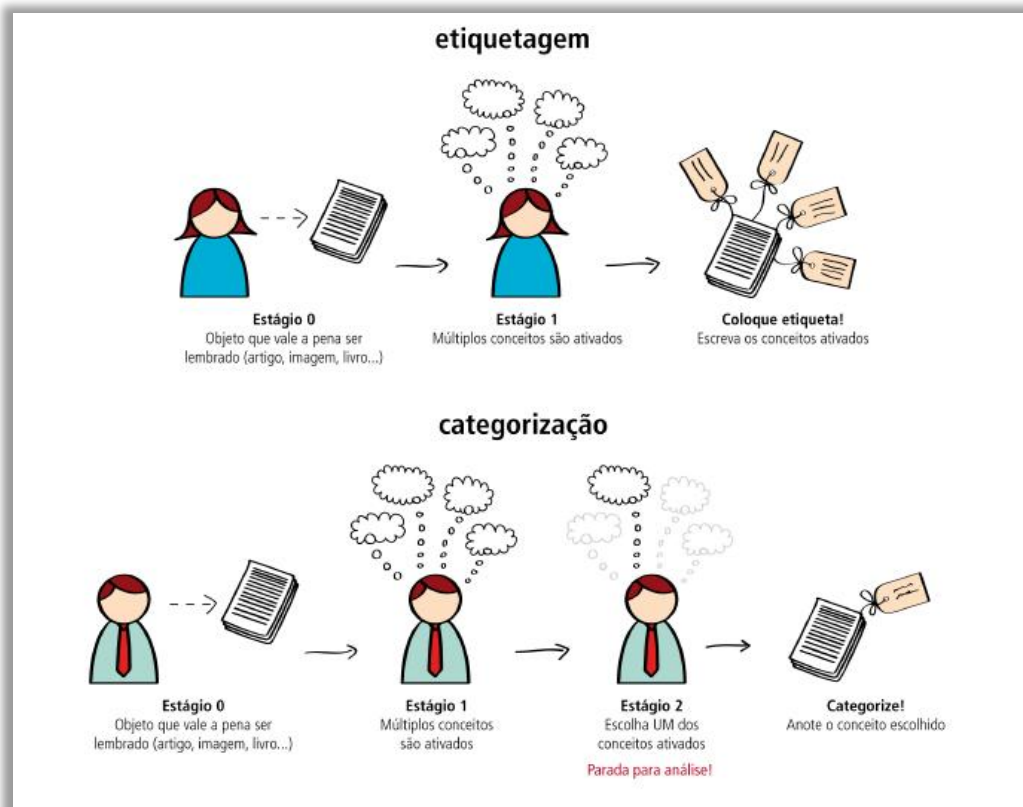 etiquetagem
Estágio 0
Objeto que vale a pena ser
lembrado (artigo, imagem, livro...)
Estágio 1
Múltiplos conceitos são ativados
Coloque etiqueta!
Escreva os conceitos ativados
categorização
Estágio 0
Objeto que vale a pena ser
lembrado (artigo, imagem, livro...)
Estágio 1
Múltiplos conceitos
são ativados
Estágio 2
Escolha UM dos
conceitos ativados
Parada para análise!
Categorize!
Anote o conceito escolhido